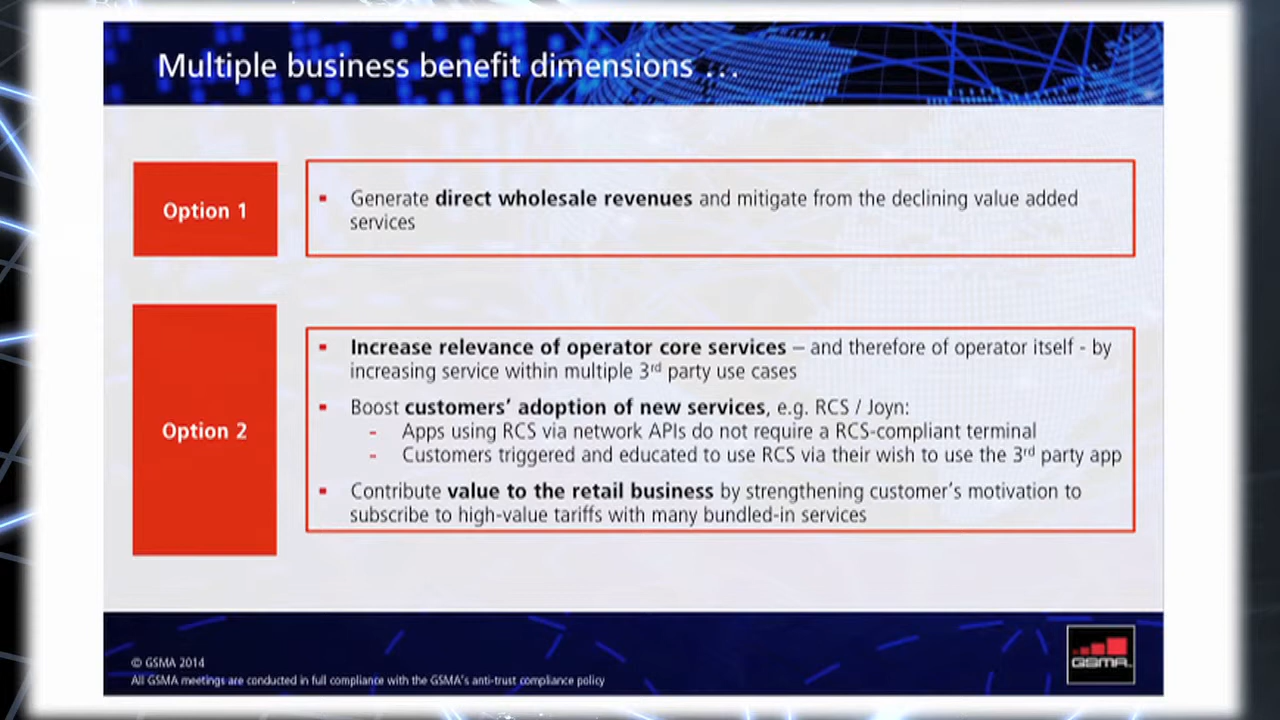 Multiple business benefit dimensions ...
Option 1
▪ Generate direct wholesale revenues and mitigate from the declining value added
services
Option 2
▪ Increase relevance of operator core services – and therefore of operator itself - by
increasing service within multiple 3rd party use cases
▪ Boost customers' adoption of new services, e.g. RCS / Joyn:
- Apps using RCS via network APIs do not require a RCS-compliant terminal
- Customers triggered and educated to use RCS via their wish to use the 3rd party app
▪ Contribute value to the retail business by strengthening customer's motivation to
subscribe to high-value tariffs with many bundled-in services
© GSMA 2014
All GSMA meetings are conducted in full compliance with the GSMA's anti-trust compliance policy
GSMA